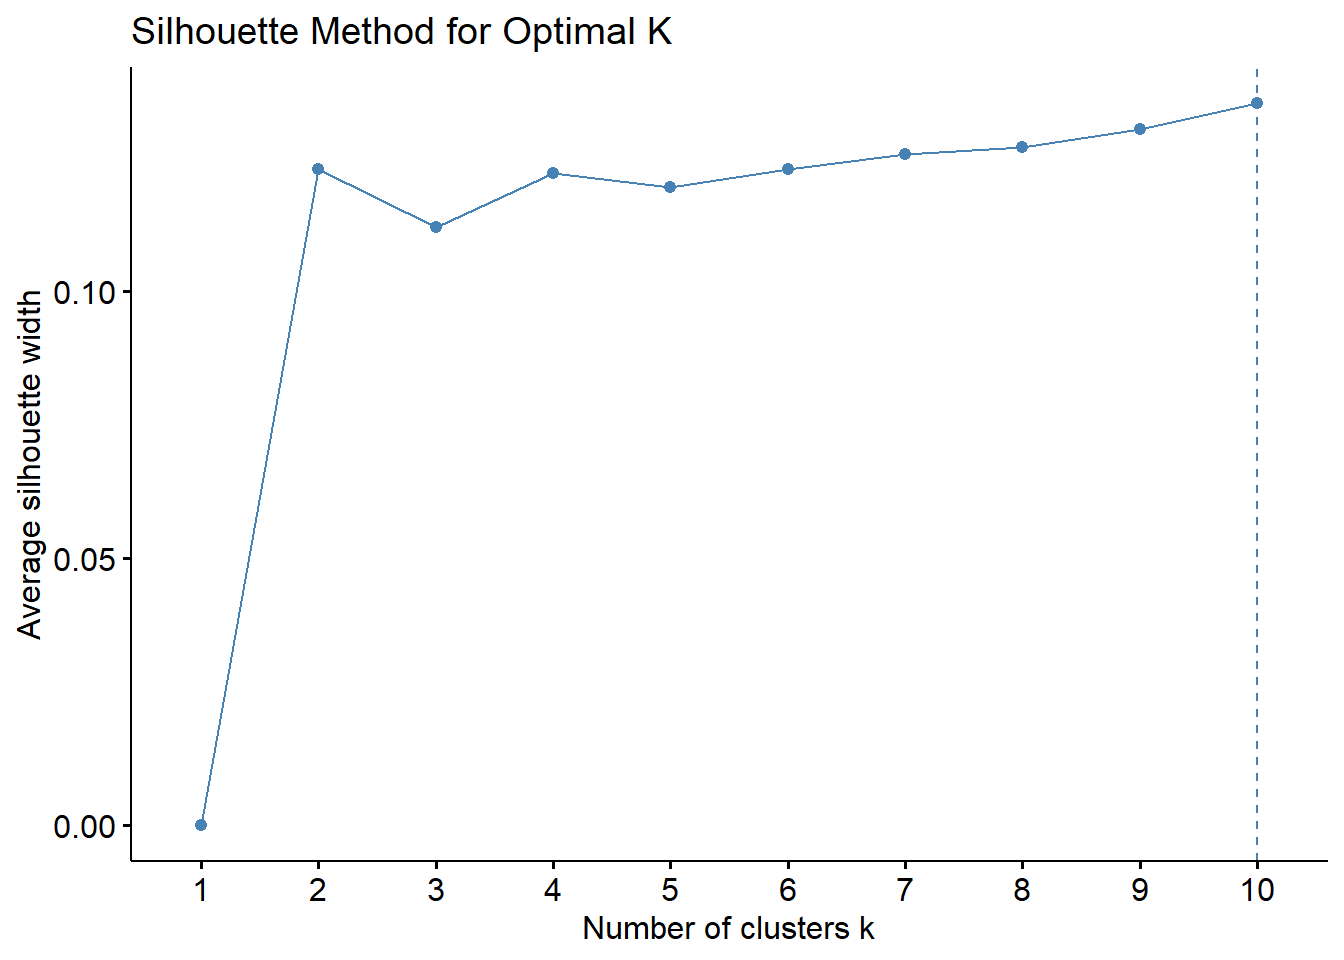 Silhouette Method for Optimal K
Average silhouette width
0.10
0.05
0.00
1 2 3 4 5 6 7 8 9 10
Number of clusters k